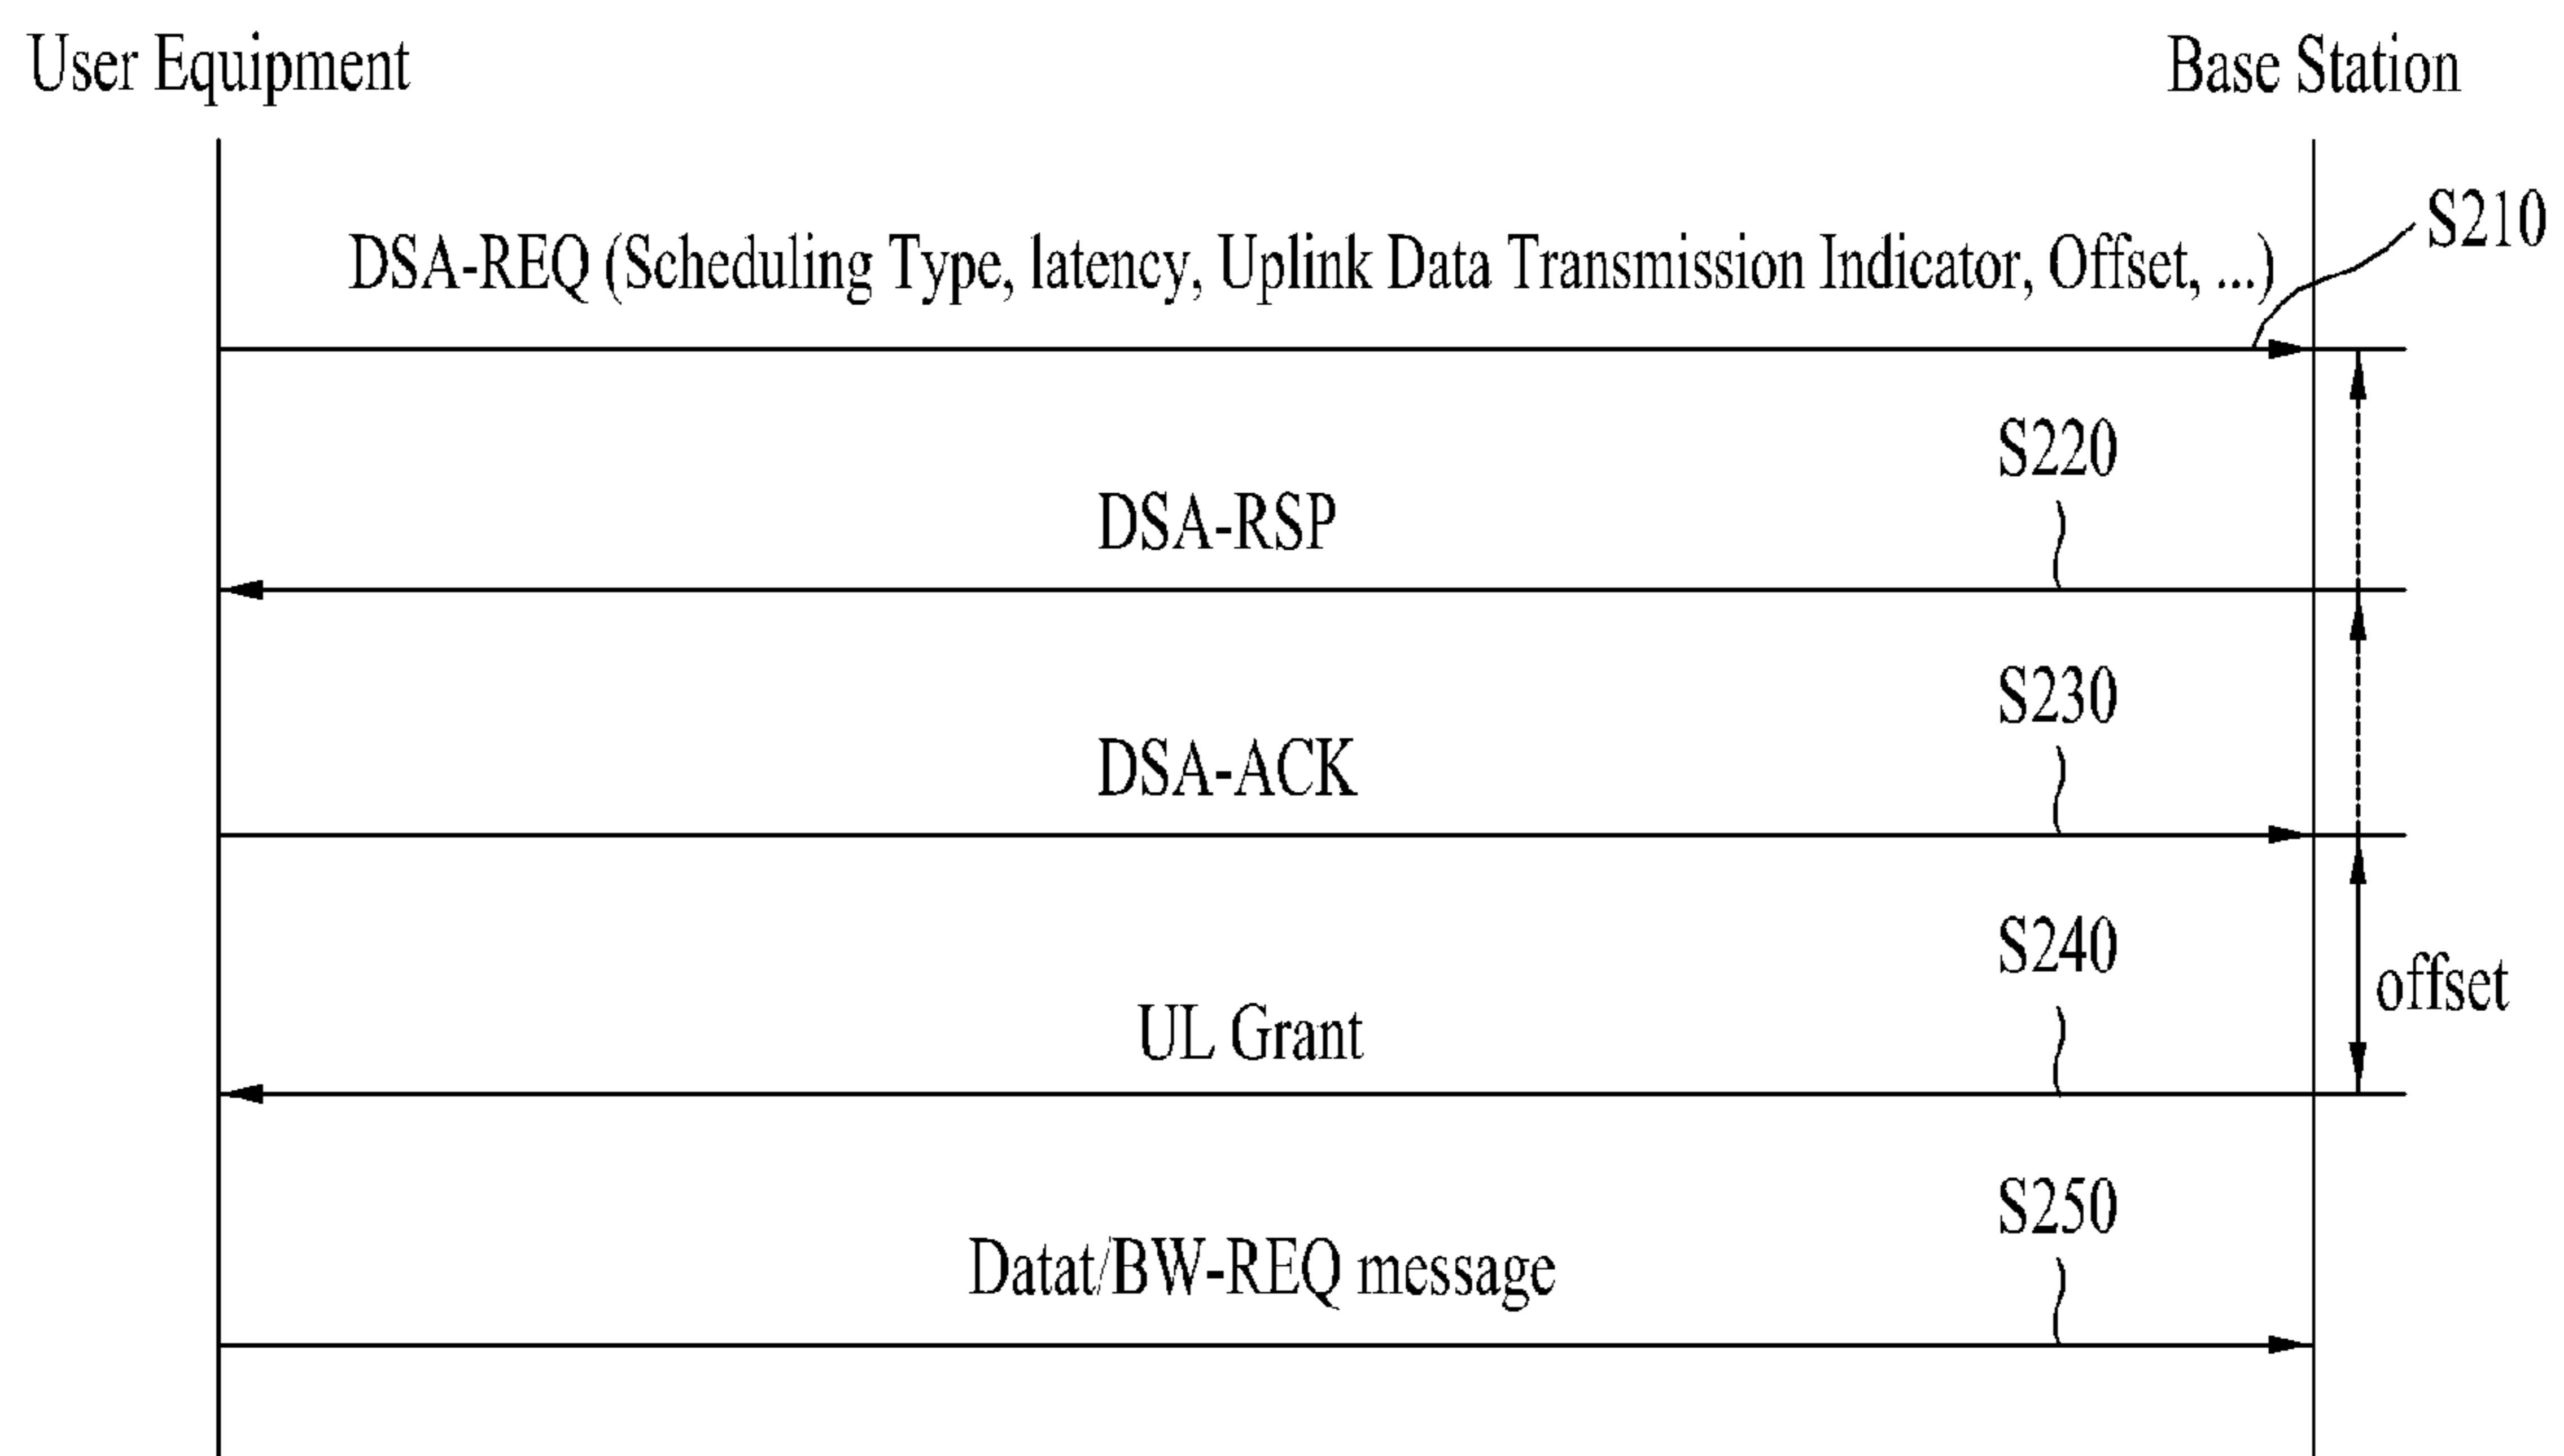 User Equipment
Base Station
S210
DSA-REQ (Scheduling Type, latency, Uplink Data Transmission Indicator, Offset, ...)
S220
DSA-RSP
S230
DSA-ACK
S240
offset
UL Grant
S250
Datat/BW-REQ message